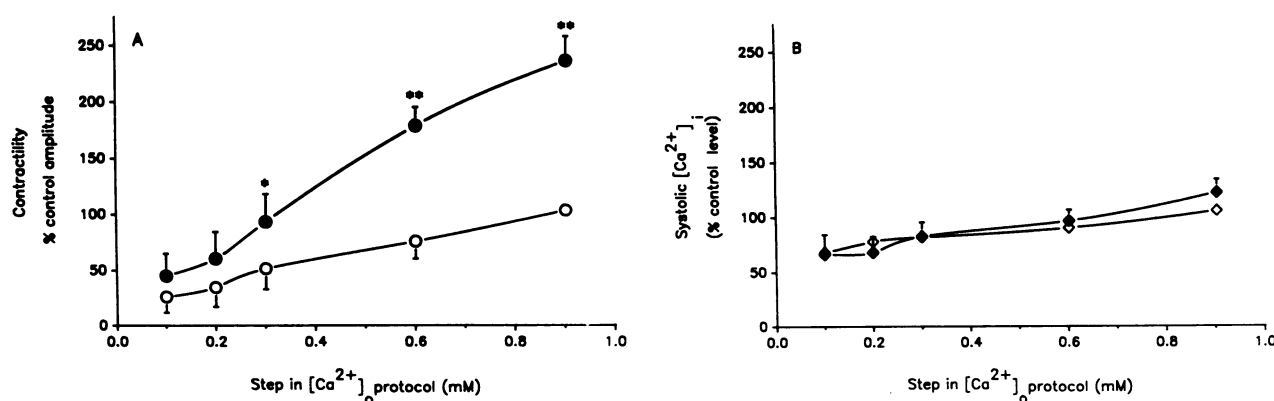 A
**
**
*
250
200
150
100
50
0
Contractility
% control amplitude
0.0 0.2 0.4 0.6 0.8 1.0
Step in [Ca2+]o protocol (mM)
B
250
200
150
100
50
0
Systolic [Ca2+]i
(% control level)
0.0 0.2 0.4 0.6 0.8 1.0
Step in [Ca2+]o protocol (mM)